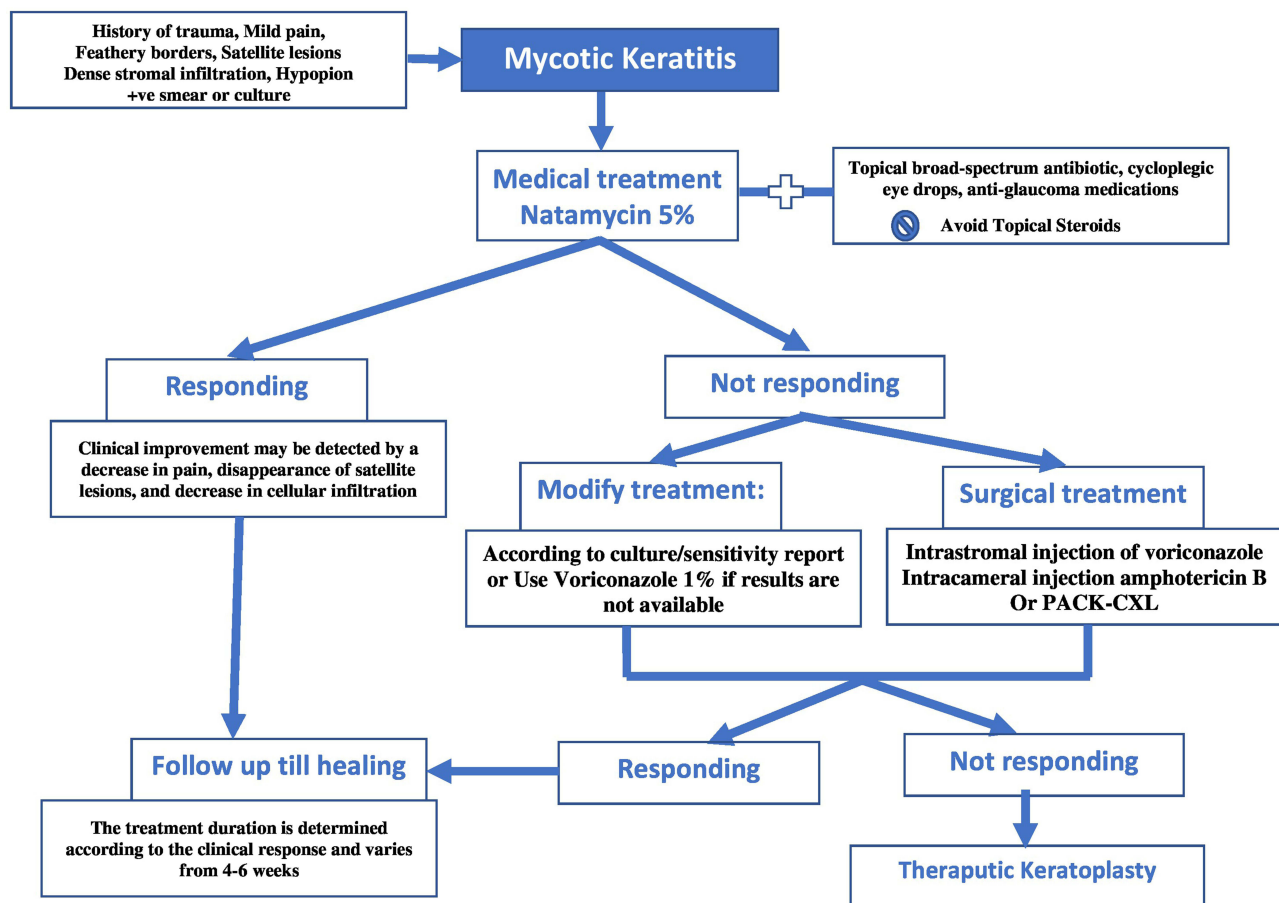 History of trauma, Mild pain,
Feathery borders, Satellite lesions
Dense stromal infiltration, Hypopion
+ve smear or culture
Mycotic Keratitis
Medical treatment
Natamycin 5%
Topical broad-spectrum antibiotic, cycloplegic
eye drops, anti-glaucoma medications
Avoid Topical Steroids
Responding
Clinical improvement may be detected by a
decrease in pain, disappearance of satellite
lesions, and decrease in cellular infiltration
Not responding
Modify treatment:
According to culture/sensitivity report
or Use Voriconazole 1% if results are
not available
Surgical treatment
Intrastromal injection of voriconazole
Intracameral injection amphotericin B
Or PACK-CXL
Follow up till healing
The treatment duration is determined
according to the clinical response and varies
from 4-6 weeks
Responding
Not responding
Theraputic Keratoplasty